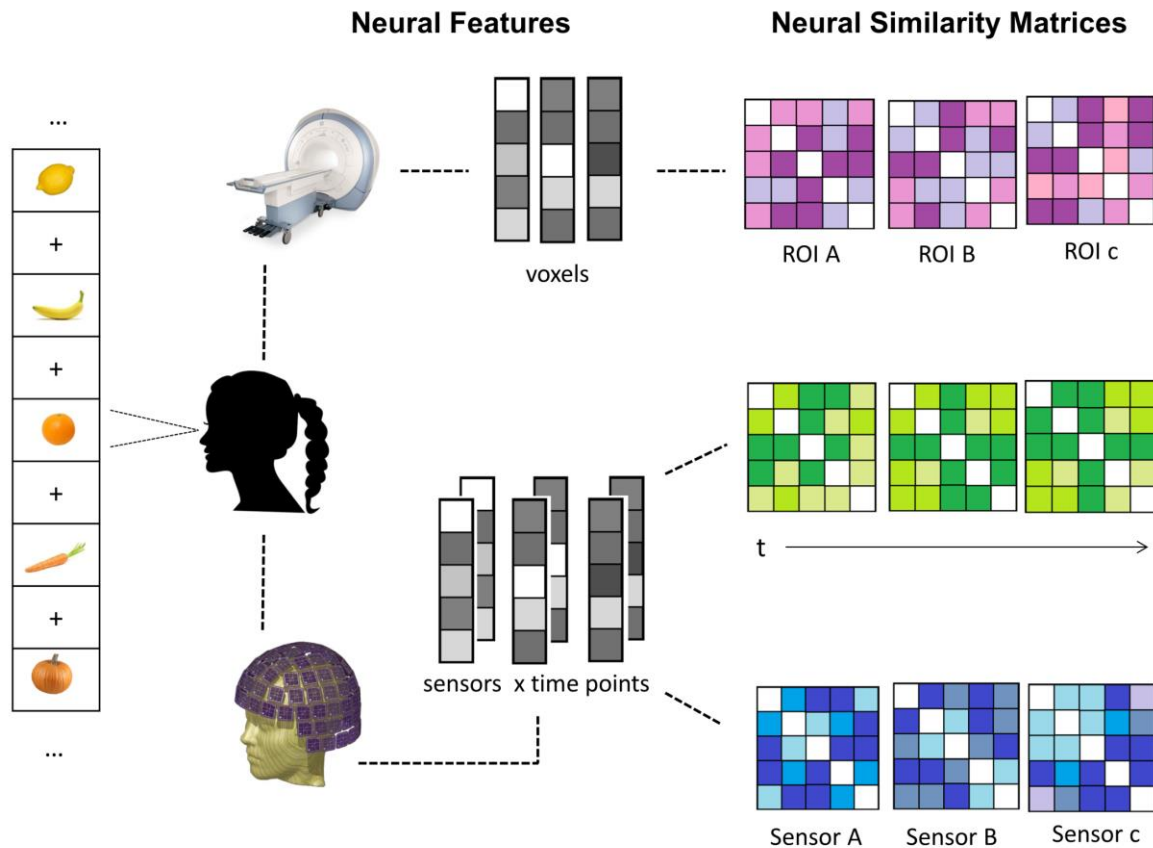 Neural Features
Neural Similarity Matrices
...
+
+
+
+
...
voxels
ROI A
ROI B
ROI c
sensors x time points
t
Sensor A
Sensor B
Sensor c